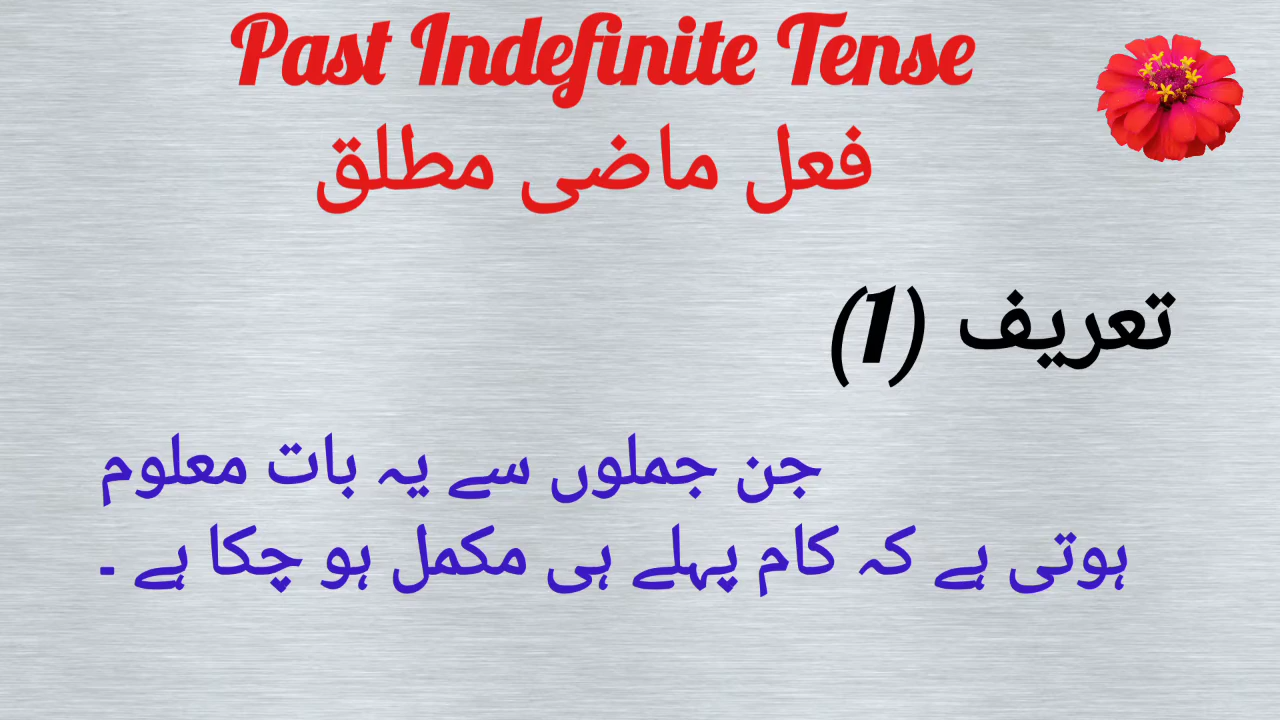 Past Indefinite Tense
فعل ماضی مطلق
تعریف (1)
جن جملوں سے یہ بات معلوم
ہوتی ہے کہ کام پہلے ہی مکمل ہو چکا ہے ۔